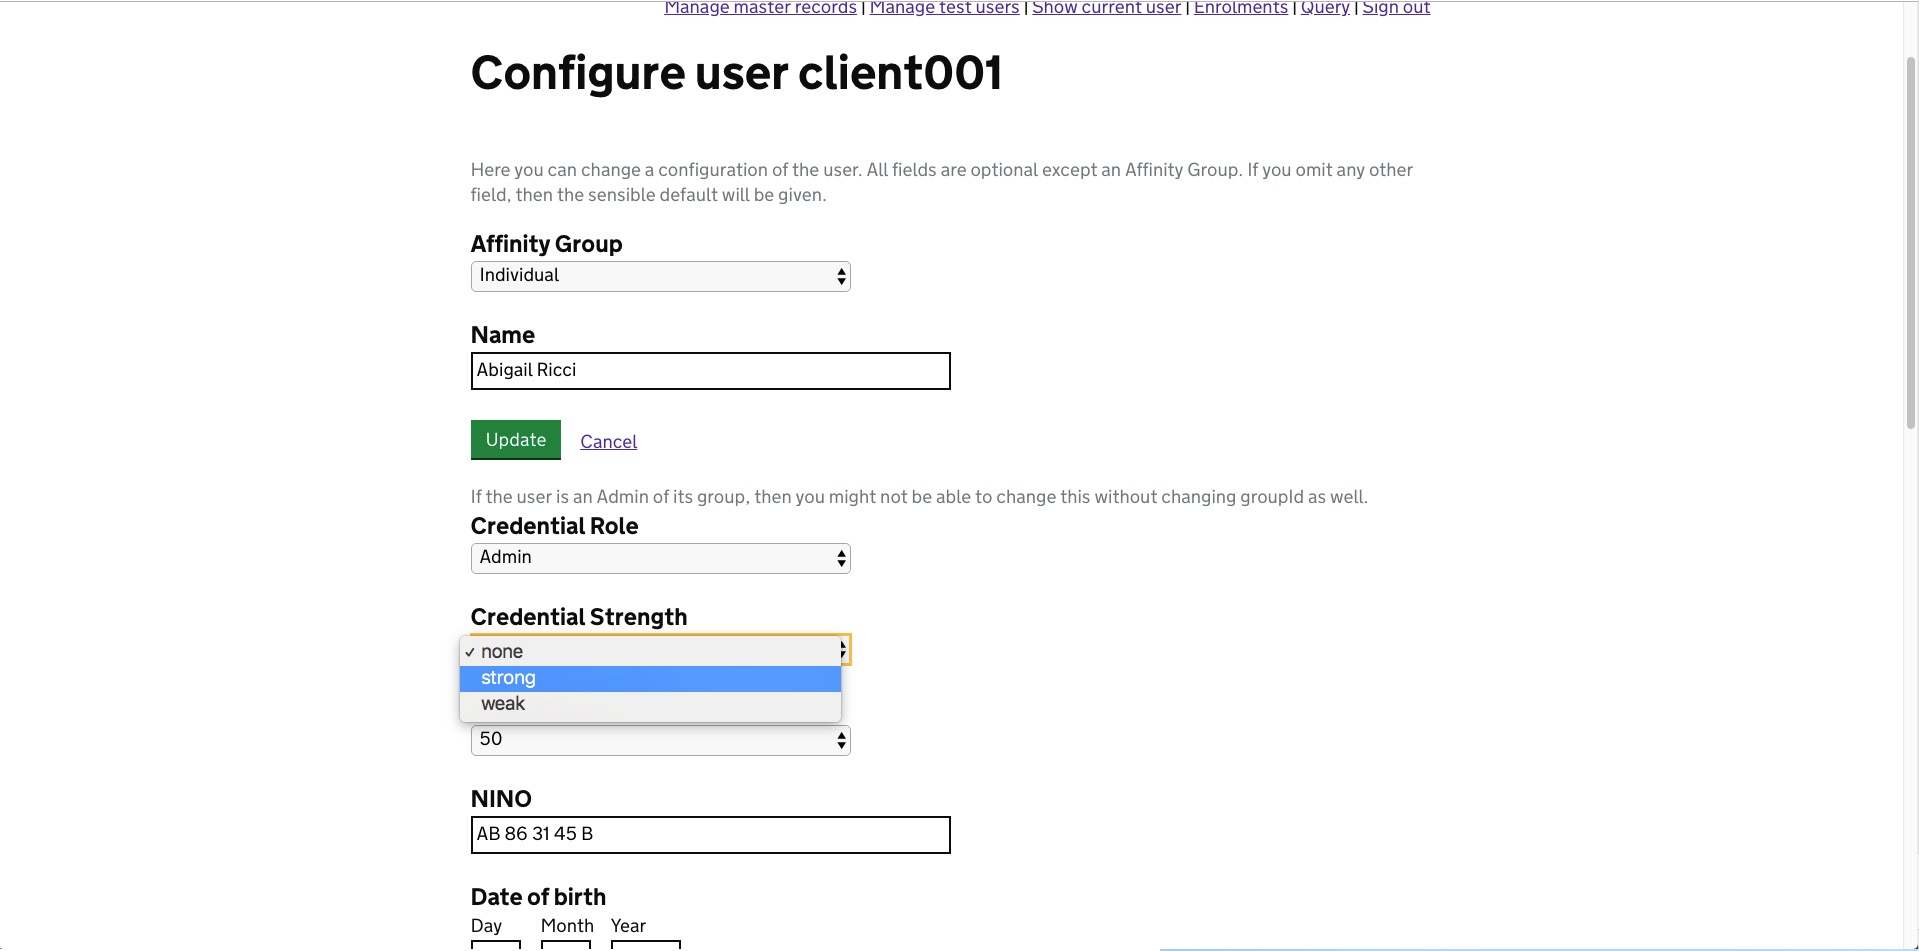 Manage master records | Manage test users | Show current user | Enrolments | Query | Sign out
Configure user client001
Here you can change a configuration of the user. All fields are optional except an Affinity Group. If you omit any other
field, then the sensible default will be given.
Affinity Group
Individual
Name
Abigail Ricci
Update Cancel
If the user is an Admin of its group, then you might not be able to change this without changing groupId as well.
Credential Role
Admin
Credential Strength
✓ none
strong
weak
50
NINO
AB 86 31 45 B
Date of birth
Day Month Year